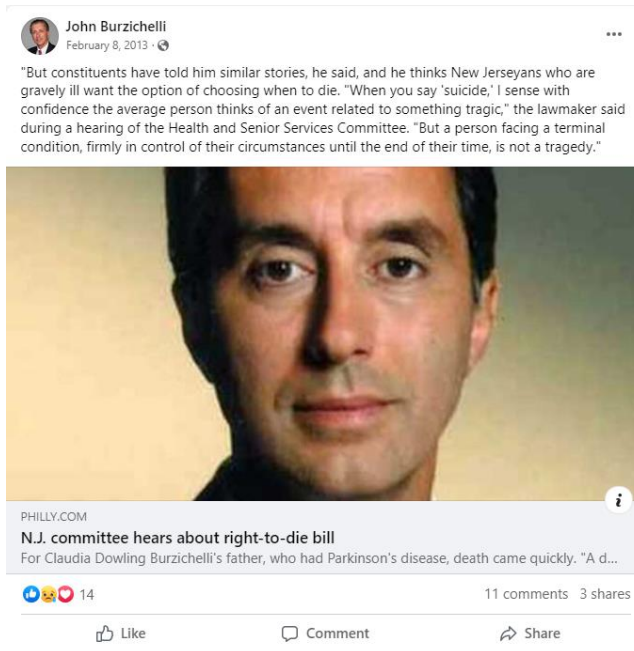 John Burzichelli
February 8, 2013 ·
"But constituents have told him similar stories, he said, and he thinks New Jerseyans who are
gravely ill want the option of choosing when to die. "When you say 'suicide,' I sense with
confidence the average person thinks of an event related to something tragic," the lawmaker said
during a hearing of the Health and Senior Services Committee. "But a person facing a terminal
condition, firmly in control of their circumstances until the end of their time, is not a tragedy."
PHILLY.COM
N.J. committee hears about right-to-die bill
For Claudia Dowling Burzichelli's father, who had Parkinson's disease, death came quickly. "A d...
14
11 comments 3 shares
Like Comment Share